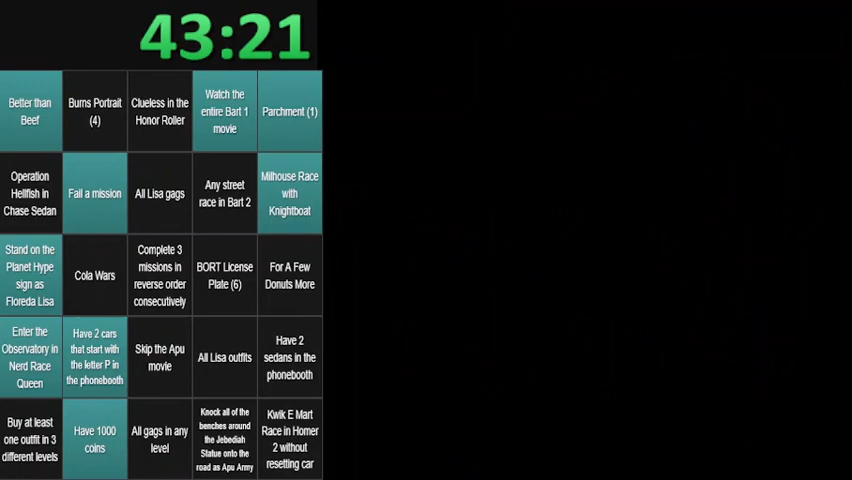 43:21
Better than
Beef
Burns Portrait
(4)
Clueless in the
Honor Roller
Watch the
entire Bart 1
movie
Parchment (1)
Operation
Hellfish in
Chase Sedan
Fail a mission
All Lisa gags
Any street
race in Bart 2
Milhouse Race
with
Knightboat
Stand on the
Planet Hype
sign as
Floreda Lisa
Cola Wars
Complete 3
missions in
reverse order
consecutively
BORT License
Plate (6)
For A Few
Donuts More
Enter the
Observatory in
Nerd Race
Queen
Have 2 cars
that start with
the letter P in
the phonebooth
Skip the Apu
movie
All Lisa outfits
Have 2
sedans in the
phonebooth
Buy at least
one outfit in 3
different levels
Have 1000
coins
All gags in any
level
Knock all of the
benches around
the Jebediah
Statue onto the
road as Apu Army
Kwik E Mart
Race in Homer
2 without
resetting car